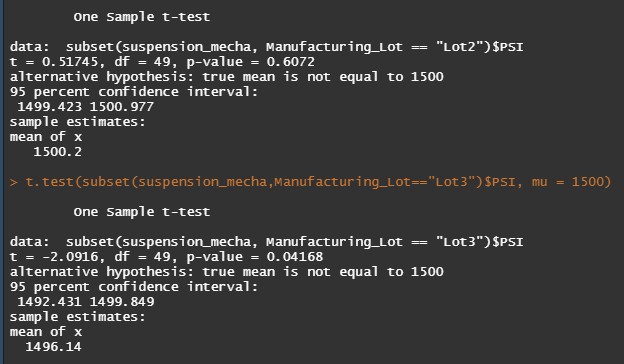 One Sample t-test
data:  subset(suspension_mecha, Manufacturing_Lot == "Lot2")$PSI
t = 0.51745, df = 49, p-value = 0.6072
alternative hypothesis: true mean is not equal to 1500
95 percent confidence interval:
1499.423 1500.977
sample estimates:
mean of x
1500.2
> t.test(subset(suspension_mecha,Manufacturing_Lot=="Lot3")$PSI, mu = 1500)
One Sample t-test
data:  subset(suspension_mecha, Manufacturing_Lot == "Lot3")$PSI
t = -2.0916, df = 49, p-value = 0.04168
alternative hypothesis: true mean is not equal to 1500
95 percent confidence interval:
1492.431 1499.849
sample estimates:
mean of x
1496.14